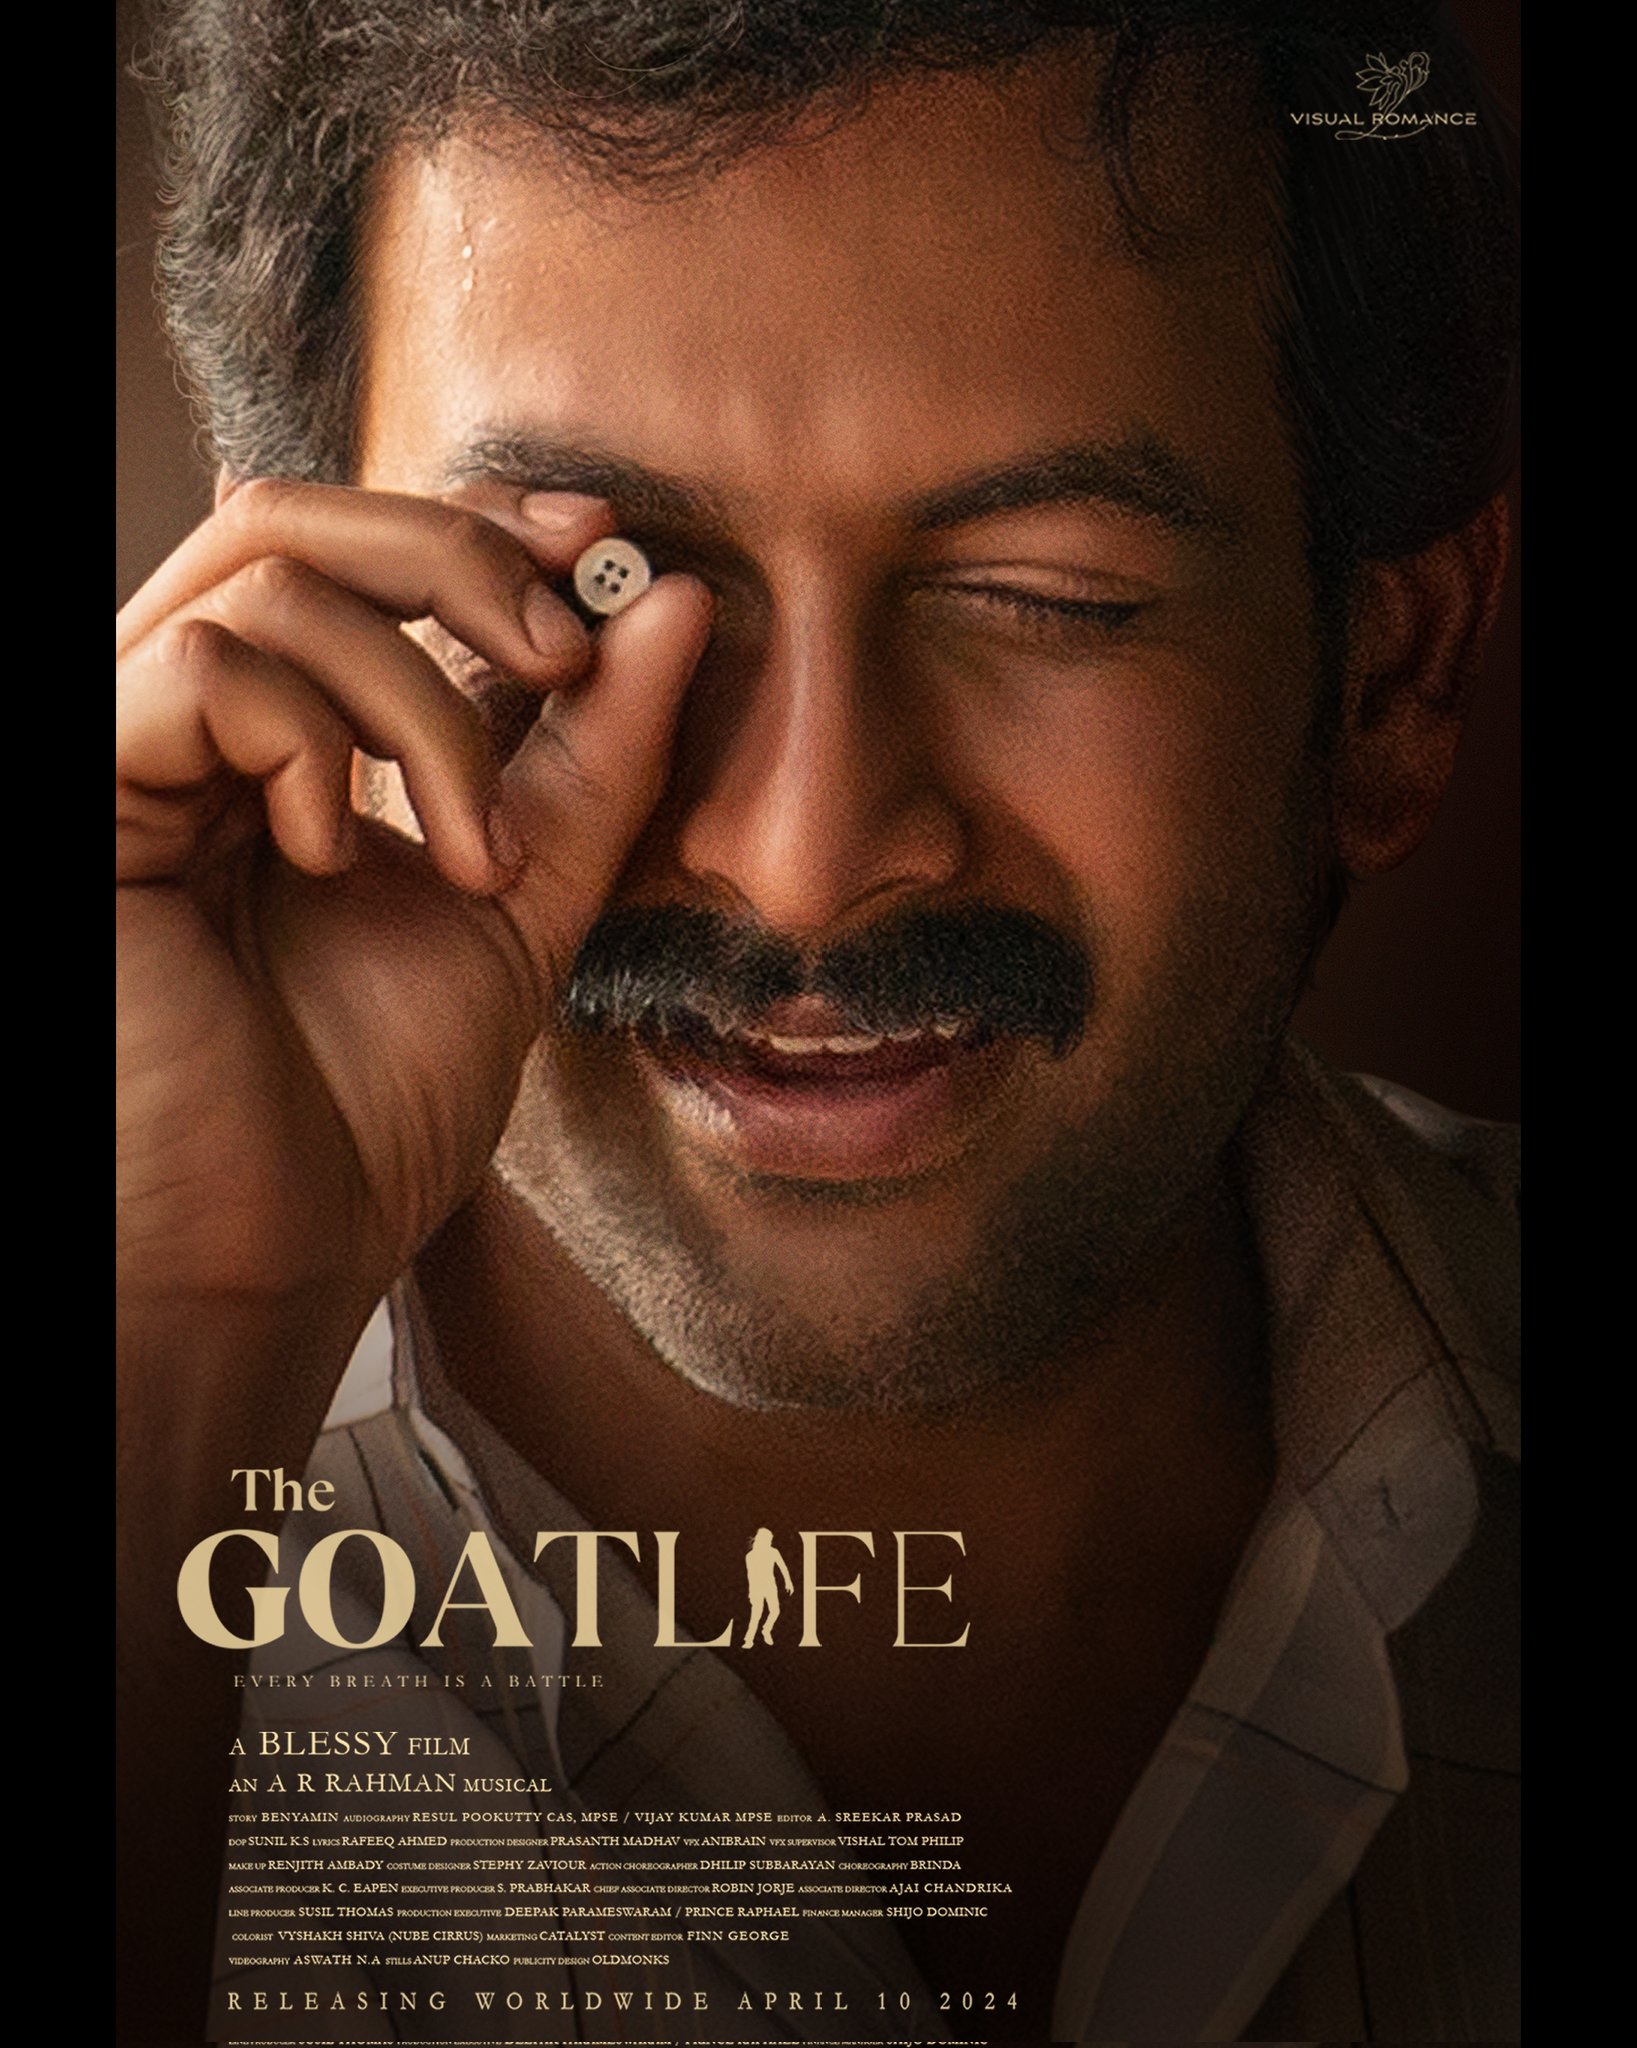 VISUAL ROMANCE
The
GOATLIFE
EVERY BREATH IS A BATTLE
A BLESSY FILM
AN A R RAHMAN MUSICAL
STORY BENYAMIN AUDIOGRAPHY RESUL POOKUTTY CAS, MPSE / VIJAY KUMAR MPSE EDITOR A. SREEKAR PRASAD
DOP SUNIL K.S LYRICS RAFEEQ AHMED PRODUCTION DESIGNER PRASANTH MADHAV VFX ANIBRAIN VFX SUPERVISOR VISHAL TOM PHILIP
MAKE UP RENJITH AMBADY COSTUME DESIGNER STEPHY ZAVIOUR ACTION CHOREOGRAPHER DHILIP SUBBARAYAN CHOREOGRAPHY BRINDA
ASSOCIATE PRODUCER K. C. EAPEN EXECUTIVE PRODUCER S. PRABHAKAR CHIEF ASSOCIATE DIRECTOR ROBIN JORJE ASSOCIATE DIRECTOR AJAI CHANDRIKA
LINE PRODUCER SUSIL THOMAS PRODUCTION EXECUTIVE DEEPAK PARAMESWARAM / PRINCE RAPHAEL FINANCE MANAGER SHIJO DOMINIC
COLORIST VYSHAKH SHIVA (NUBE CIRRUS) MARKETING CATALYST CONTENT EDITOR FINN GEORGE
VIDEOGRAPHY ASWATH N.A STILLS ANUP CHACKO PUBLICITY DESIGN OLDMONKS
RELEASING WORLDWIDE APRIL 10 2024